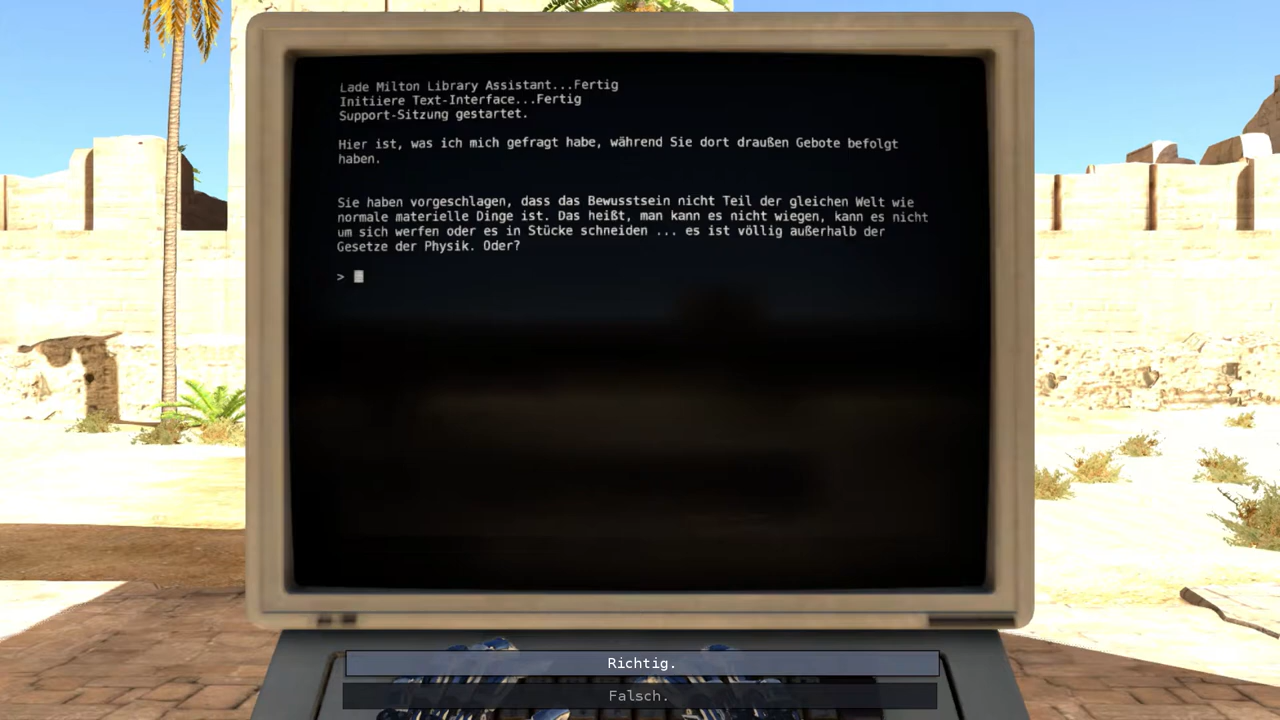 Lade Milton Library Assistant...Fertig
Initiiere Text-Interface...Fertig
Support-Sitzung gestartet.
Hier ist, was ich mich gefragt habe, während Sie dort draußen Gebote befolgt
haben.
Sie haben vorgeschlagen, dass das Bewusstsein nicht Teil der gleichen Welt wie
normale materielle Dinge ist. Das heißt, man kann es nicht wiegen, kann es nicht
um sich werfen oder es in Stücke schneiden ... es ist völlig außerhalb der
Gesetze der Physik. Oder?
>
Richtig.
Falsch.